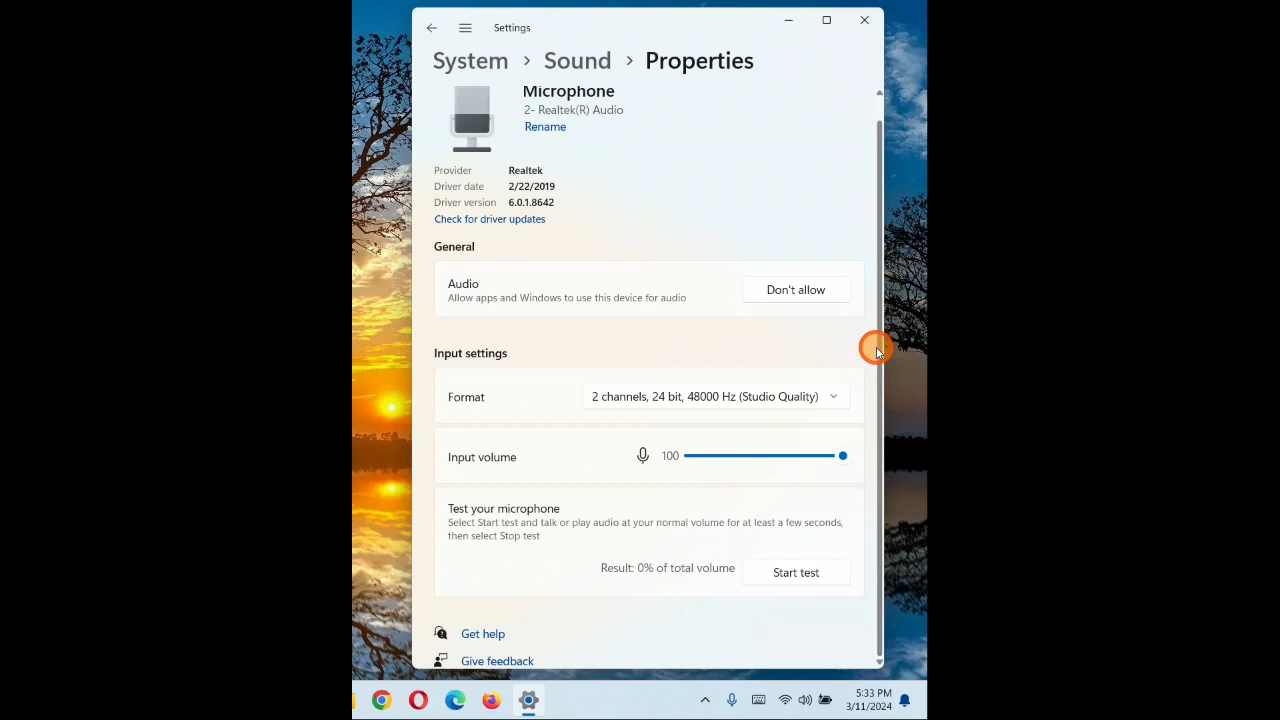 Settings
System > Sound > Properties
Microphone
2- Realtek(R) Audio
Rename
Provider Realtek
Driver date 2/22/2019
Driver version 6.0.1.8642
Check for driver updates
General
Audio
Allow apps and Windows to use this device for audio
Don't allow
Input settings
Format
2 channels, 24 bit, 48000 Hz (Studio Quality)
Input volume
100
Test your microphone
Select Start test and talk or play audio at your normal volume for at least a few seconds,
then select Stop test
Result: 0% of total volume
Start test
Get help
Give feedback
5:33 PM
3/11/2024